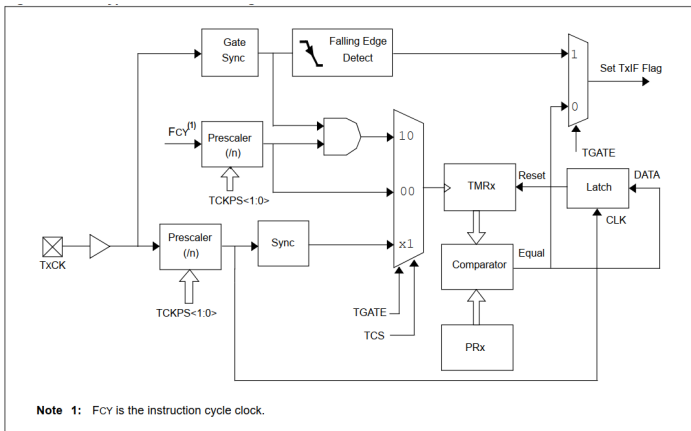 Gate
Sync
Falling Edge
Detect
1
Set TxIF Flag
0
FCY(1)
Prescaler
(/n)
10
TGATE
TMRx
Reset
Latch
DATA
CLK
00
TCKPS<1:0>
TxCK
Prescaler
(/n)
Sync
x1
Comparator
Equal
TGATE
TCKPS<1:0>
TCS
PRx
Note 1: FCY is the instruction cycle clock.